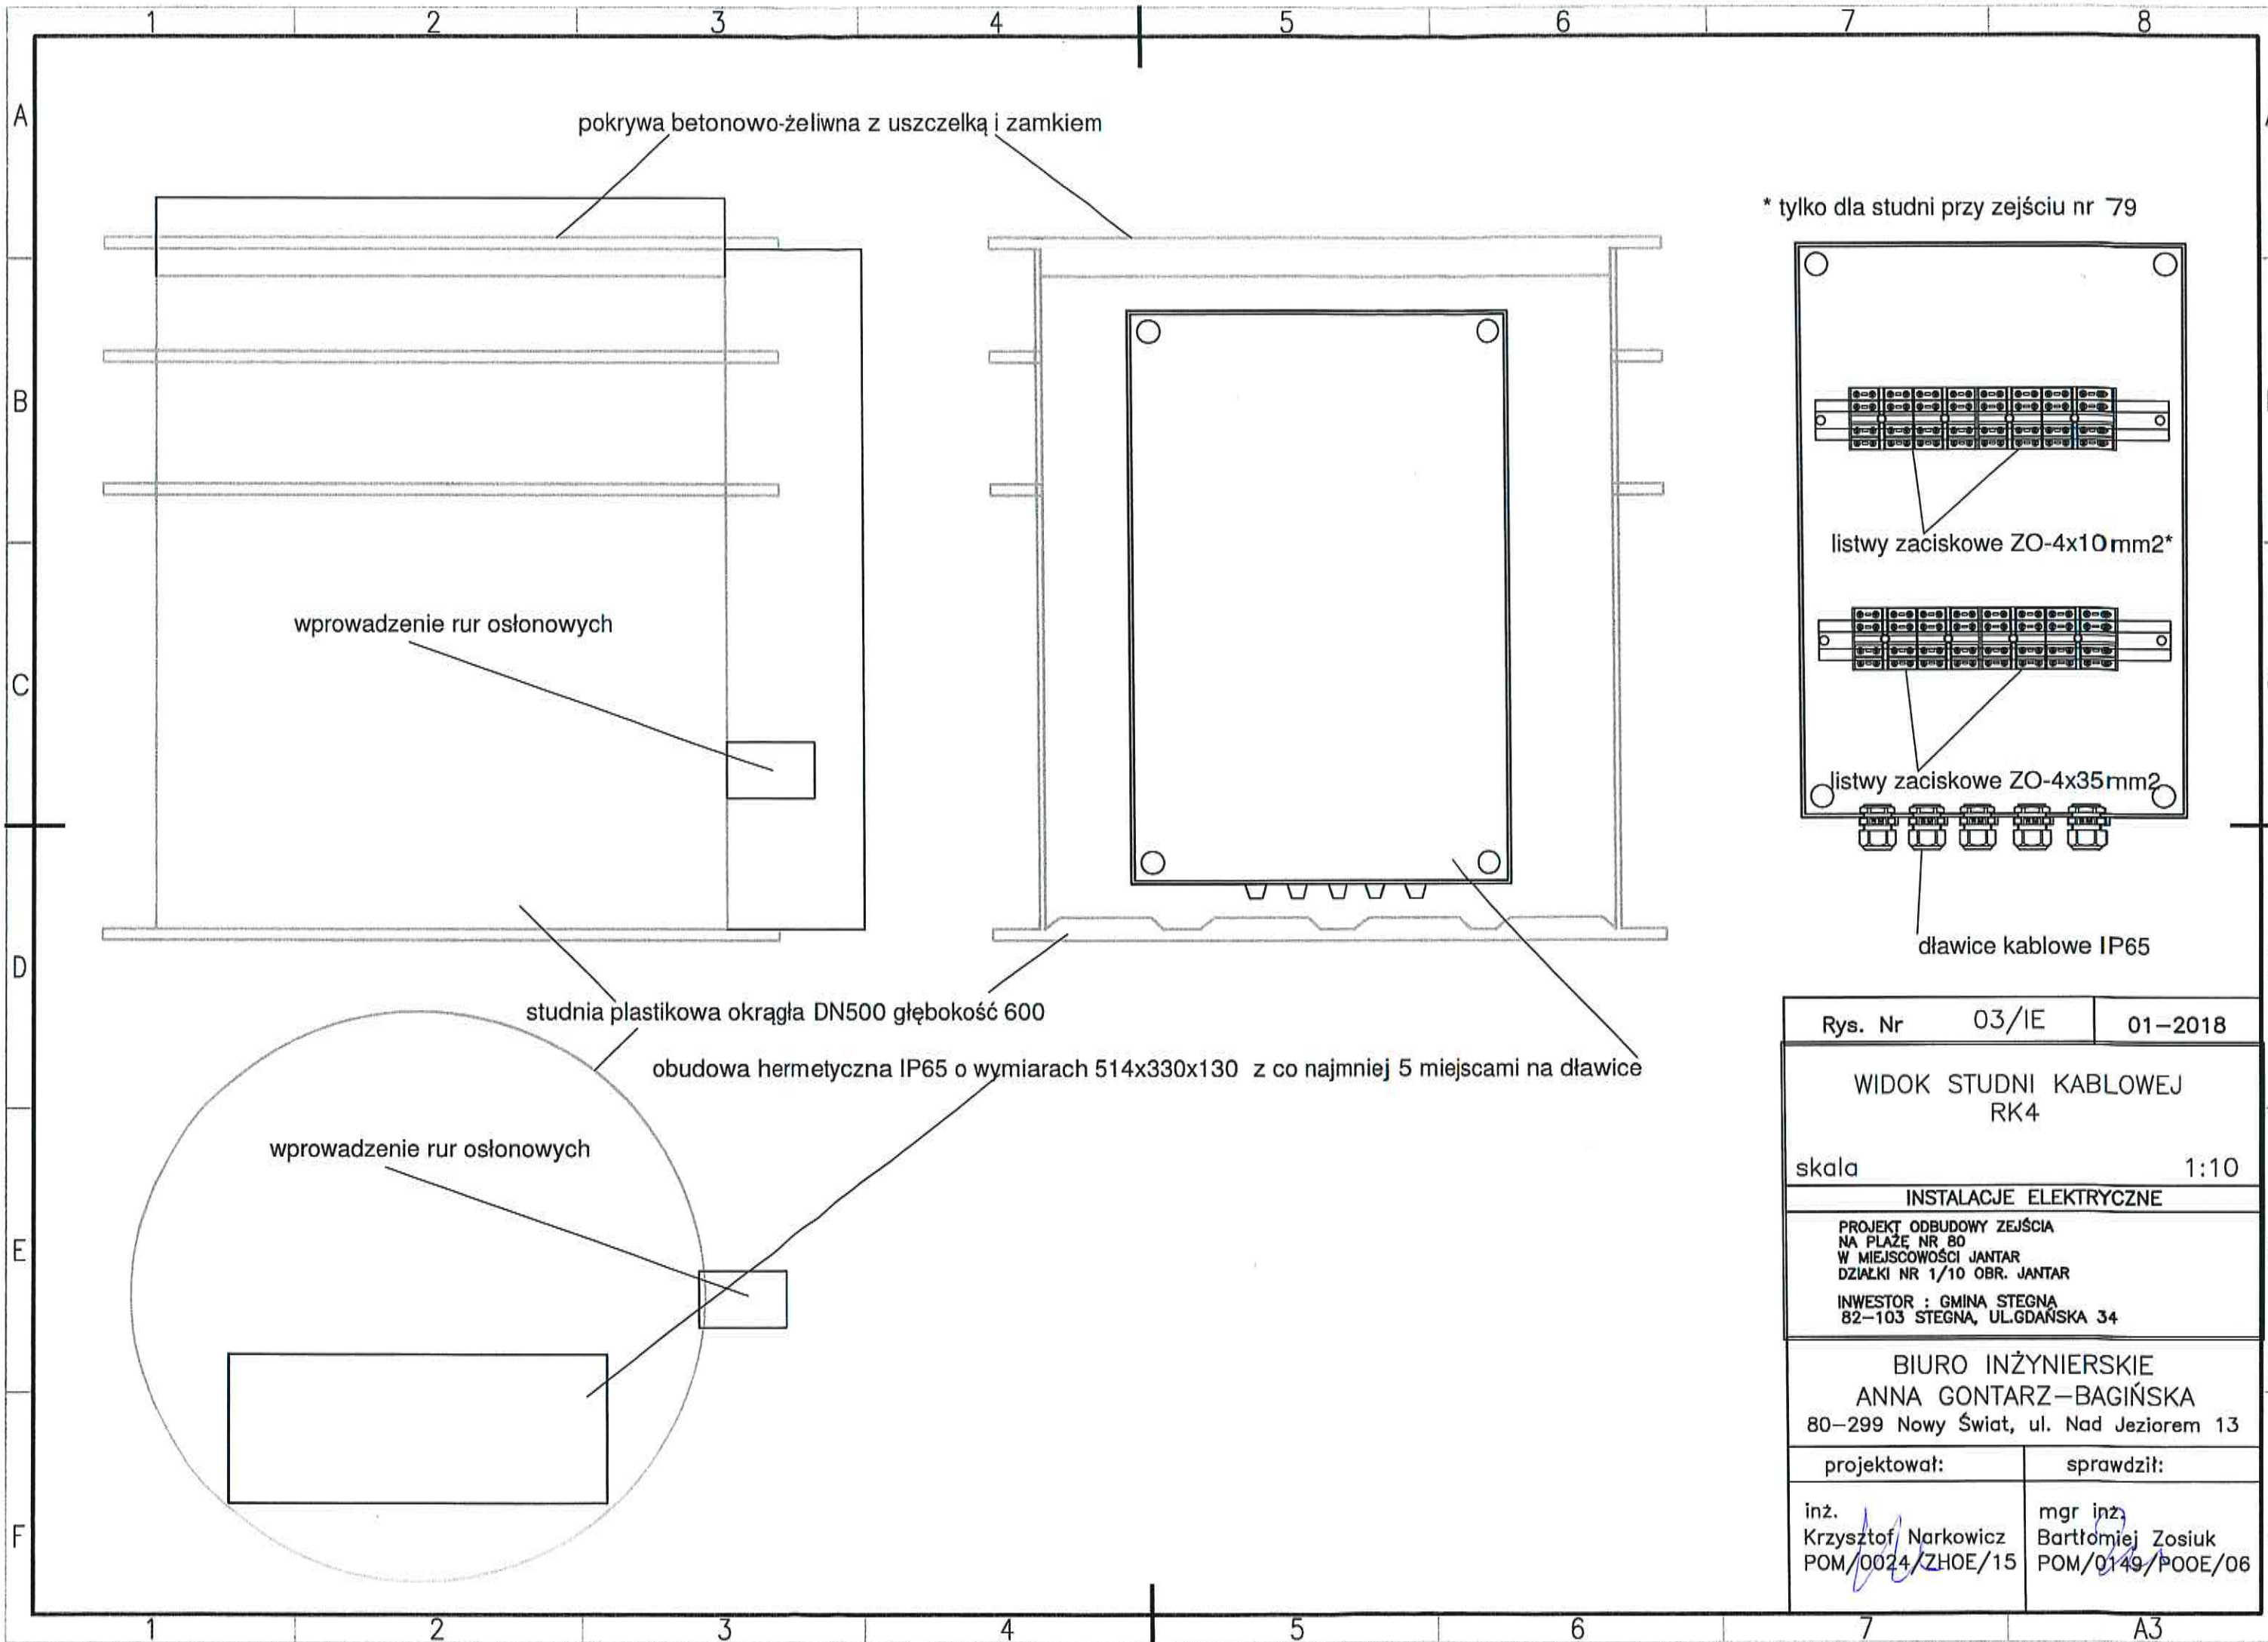 1 2 3 4 5 6 7 8
A
B
C
D
E
F
pokrywa betonowo-żeliwna z uszczelką i zamkiem
* tylko dla studni przy zejściu nr 79
listwy zaciskowe ZO-4x10mm2*
wprowadzenie rur osłonowych
listwy zaciskowe ZO-4x35mm2
dławice kablowe IP65
studnia plastikowa okrągła DN500 głębokość 600
obudowa hermetyczna IP65 o wymiarach 514x330x130 z co najmniej 5 miejscami na dławice
wprowadzenie rur osłonowych
Rys. Nr 03/IE 01-2018
WIDOK STUDNI KABLOWEJ
RK4
skala 1:10
INSTALACJE ELEKTRYCZNE
PROJEKT ODBUDOWY ZEJŚCIA
NA PLAŻĘ NR 80
W MIEJSCOWOŚCI JANTAR
DZIAŁKI NR 1/10 OBR. JANTAR
INWESTOR : GMINA STEGNA
82-103 STEGNA, UL.GDAŃSKA 34
BIURO INŻYNIERSKIE
ANNA GONTARZ-BAGIŃSKA
80-299 Nowy Świat, ul. Nad Jeziorem 13
projektował: sprawdził:
inż.
Krzysztof Narkowicz
POM/0024/ZHOE/15
mgr inż.
Bartłomiej Zosiuk
POM/0149/POOE/06
1 2 3 4 5 6 7 A3